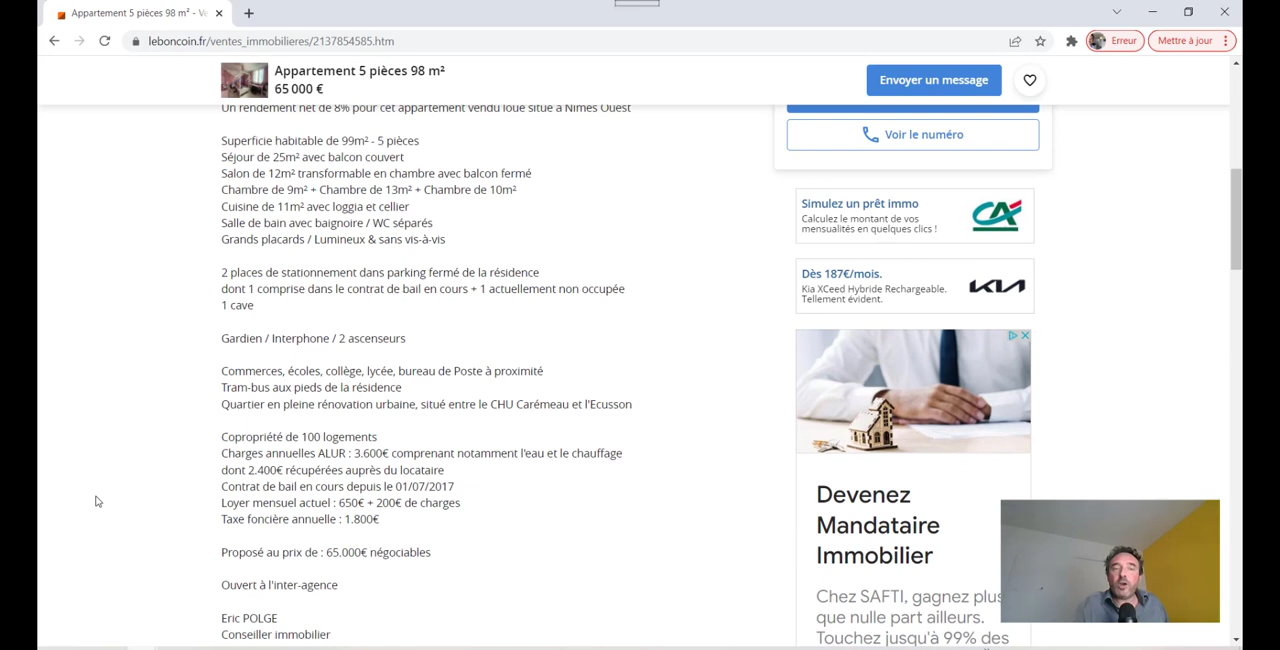 Appartement 5 pièces 98 m² - Ve
leboncoin.fr/ventes_immobilieres/2137854585.htm
Erreur
Mettre à jour
Appartement 5 pièces 98 m²
65 000 €
Envoyer un message
Un rendement net de 8% pour cet appartement vendu loué situé à Nîmes Ouest
Superficie habitable de 99m² - 5 pièces
Séjour de 25m² avec balcon couvert
Salon de 12m² transformable en chambre avec balcon fermé
Chambre de 9m² + Chambre de 13m² + Chambre de 10m²
Cuisine de 11m² avec loggia et cellier
Salle de bain avec baignoire / WC séparés
Grands placards / Lumineux & sans vis-à-vis
2 places de stationnement dans parking fermé de la résidence
dont 1 comprise dans le contrat de bail en cours + 1 actuellement non occupée
1 cave
Gardien / Interphone / 2 ascenseurs
Commerces, écoles, collège, lycée, bureau de Poste à proximité
Tram-bus aux pieds de la résidence
Quartier en pleine rénovation urbaine, situé entre le CHU Carémeau et l'Ecusson
Copropriété de 100 logements
Charges annuelles ALUR : 3.600€ comprenant notamment l'eau et le chauffage
dont 2.400€ récupérées auprès du locataire
Contrat de bail en cours depuis le 01/07/2017
Loyer mensuel actuel : 650€ + 200€ de charges
Taxe foncière annuelle : 1.800€
Proposé au prix de : 65.000€ négociables
Ouvert à l'inter-agence
Eric POLGE
Conseiller immobilier
Voir le numéro
Simulez un prêt immo
Calculez le montant de vos
mensualités en quelques clics !
CA
Dès 187€/mois.
Kia XCeed Hybride Rechargeable.
Tellement évident.
KIA
Devenez
Mandataire
Immobilier
Chez SAFTI, gagnez plus
que nulle part ailleurs.
Touchez jusqu'à 99% des